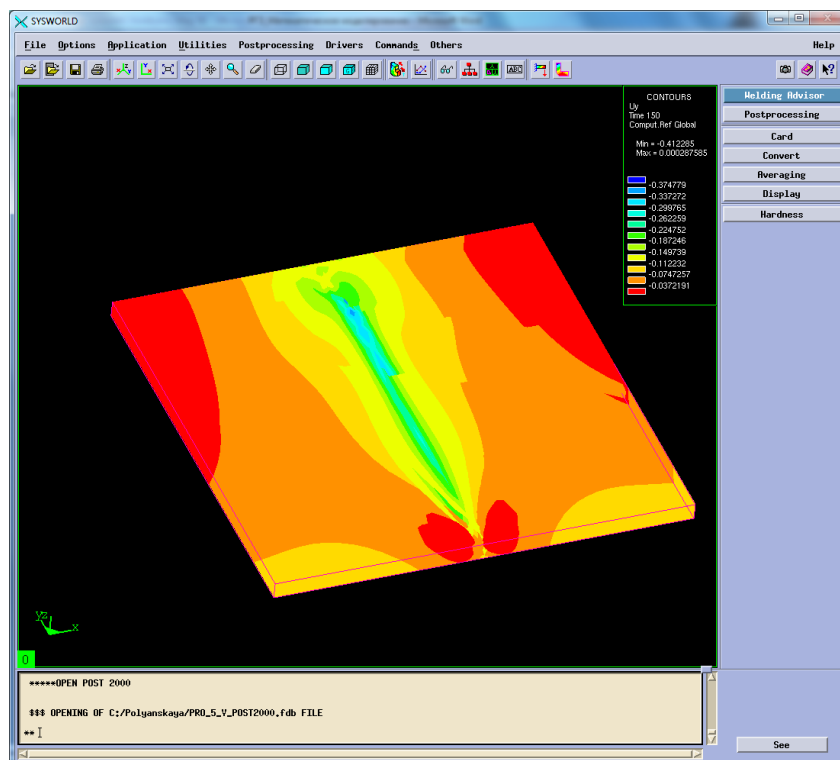 SYSWORLD
File Options Application Utilities Postprocessing Drivers Commands Others Help
CONTOURS
Uy
Time 150
Comput.Ref Global
Min = -0.412285
Max = 0.000287585
-0.374779
-0.337272
-0.299765
-0.262259
-0.224752
-0.187246
-0.149739
-0.112232
-0.0747257
-0.0372191
Welding Advisor
Postprocessing
Card
Convert
Averaging
Display
Hardness
YZ
X
0
*****OPEN POST 2000
$$$ OPENING OF C:/Polyanskaya/PRO_5_V_POST2000.fdb FILE
**
See